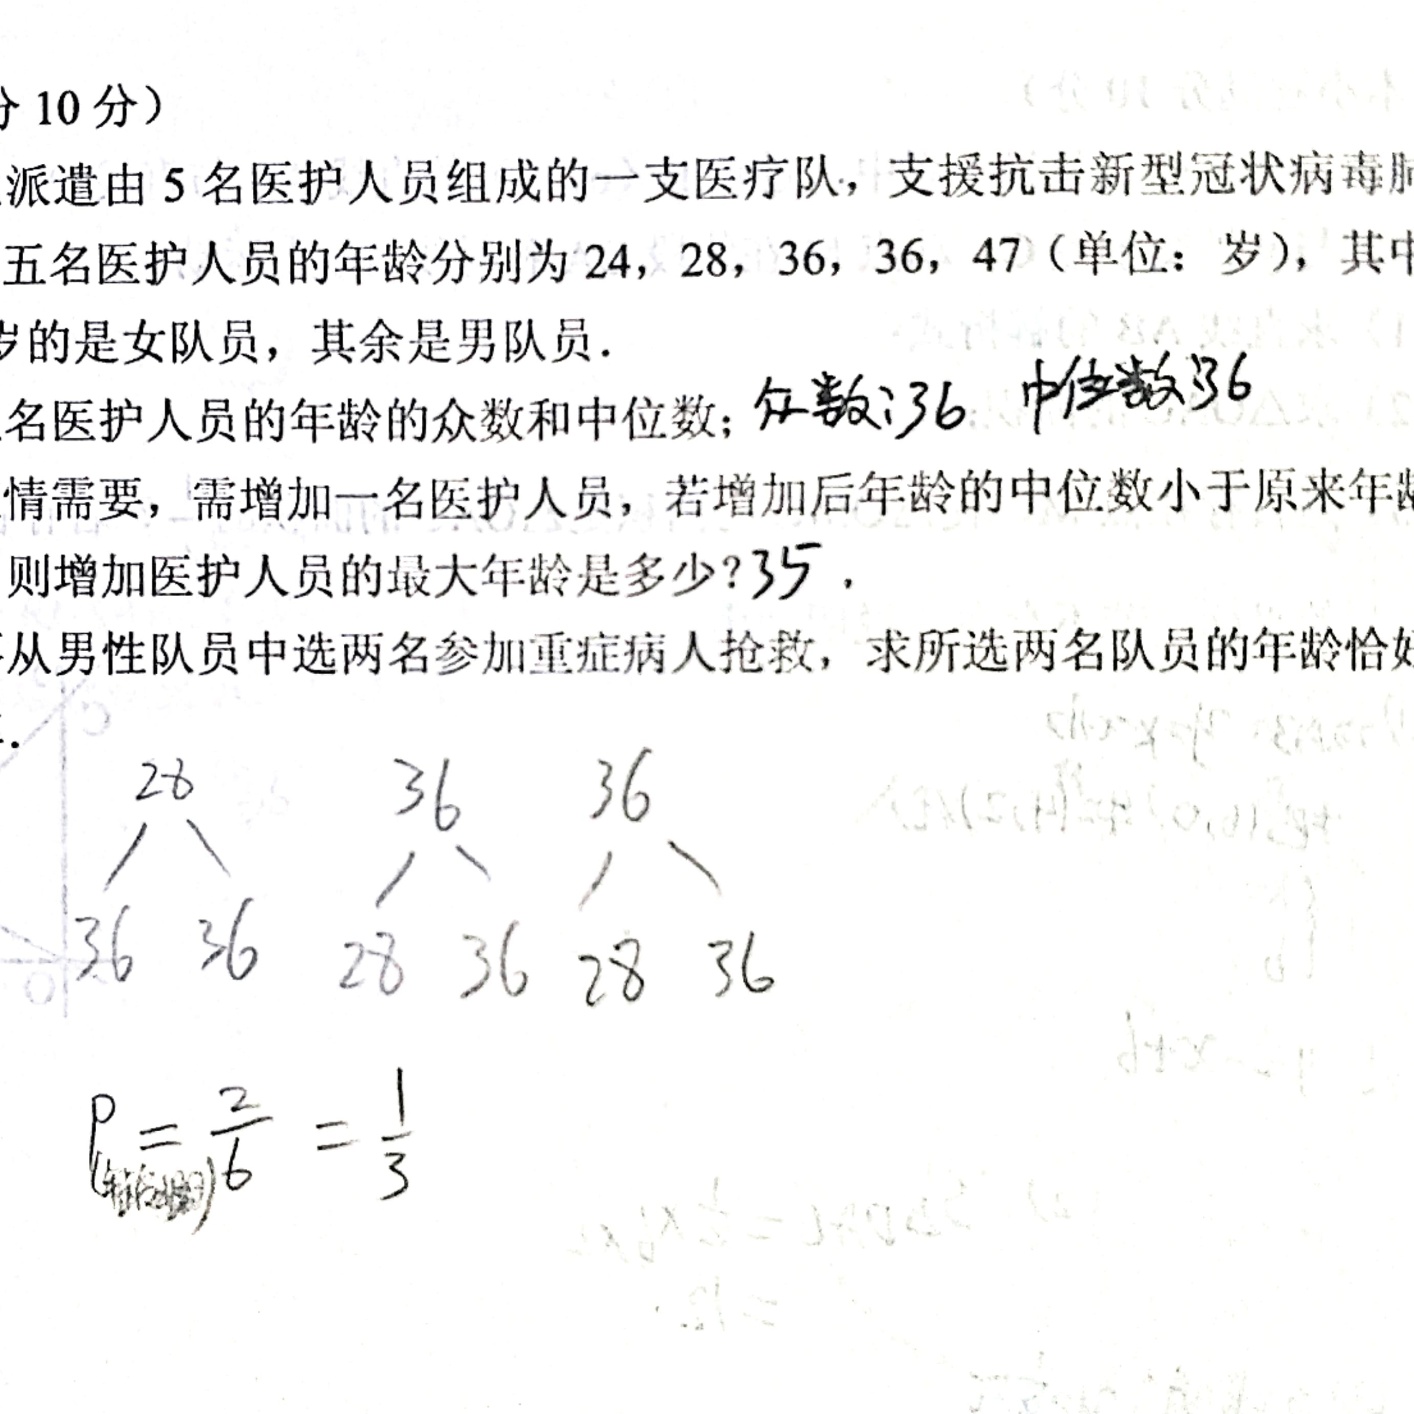 分 10 分）
派遣由 5 名医护人员组成的一支医疗队，支援抗击新型冠状病毒肺
五名医护人员的年龄分别为 24，28，36，36，47（单位：岁），其中
岁的是女队员，其余是男队员．
名医护人员的年龄的众数和中位数；众数：36 中位数：36
情需要，需增加一名医护人员，若增加后年龄的中位数小于原来年龄
则增加医护人员的最大年龄是多少？35．
从男性队员中选两名参加重症病人抢救，求所选两名队员的年龄恰好
28 36 36
36 36 28 36 28 36
P = 2/6 = 1/3